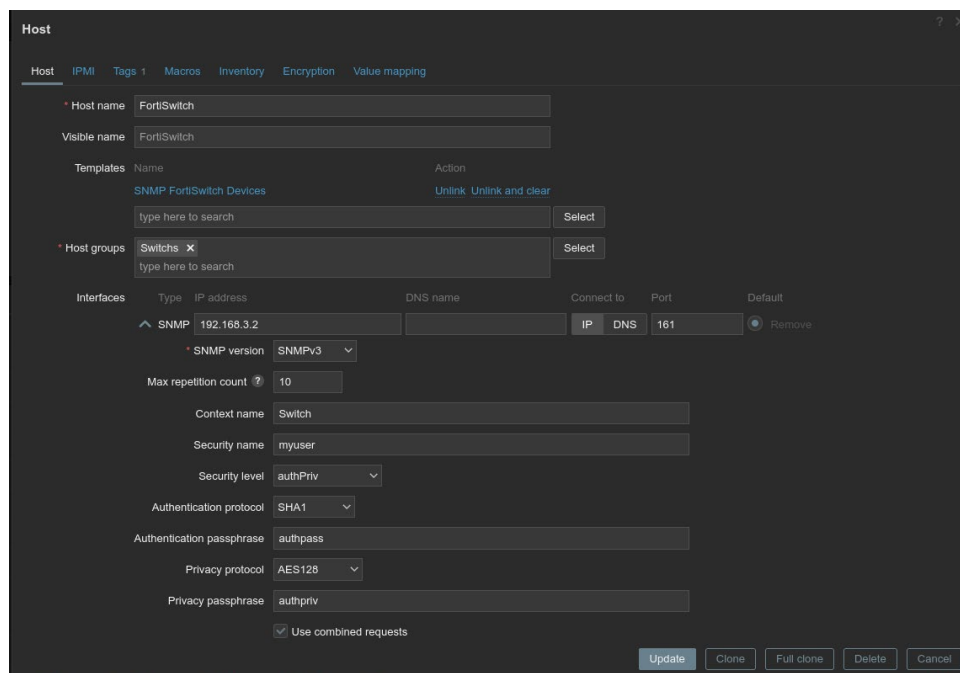 ? X
Host
Host IPMI Tags 1 Macros Inventory Encryption Value mapping
* Host name FortiSwitch
Visible name FortiSwitch
Templates Name Action
SNMP FortiSwitch Devices Unlink Unlink and clear
type here to search Select
* Host groups Switchs × Select
type here to search
Interfaces Type IP address DNS name Connect to Port Default
SNMP 192.168.3.2 IP DNS 161 Remove
* SNMP version SNMPv3
Max repetition count ? 10
Context name Switch
Security name myuser
Security level authPriv
Authentication protocol SHA1
Authentication passphrase authpass
Privacy protocol AES128
Privacy passphrase authpriv
Use combined requests
Update Clone Full clone Delete Cancel